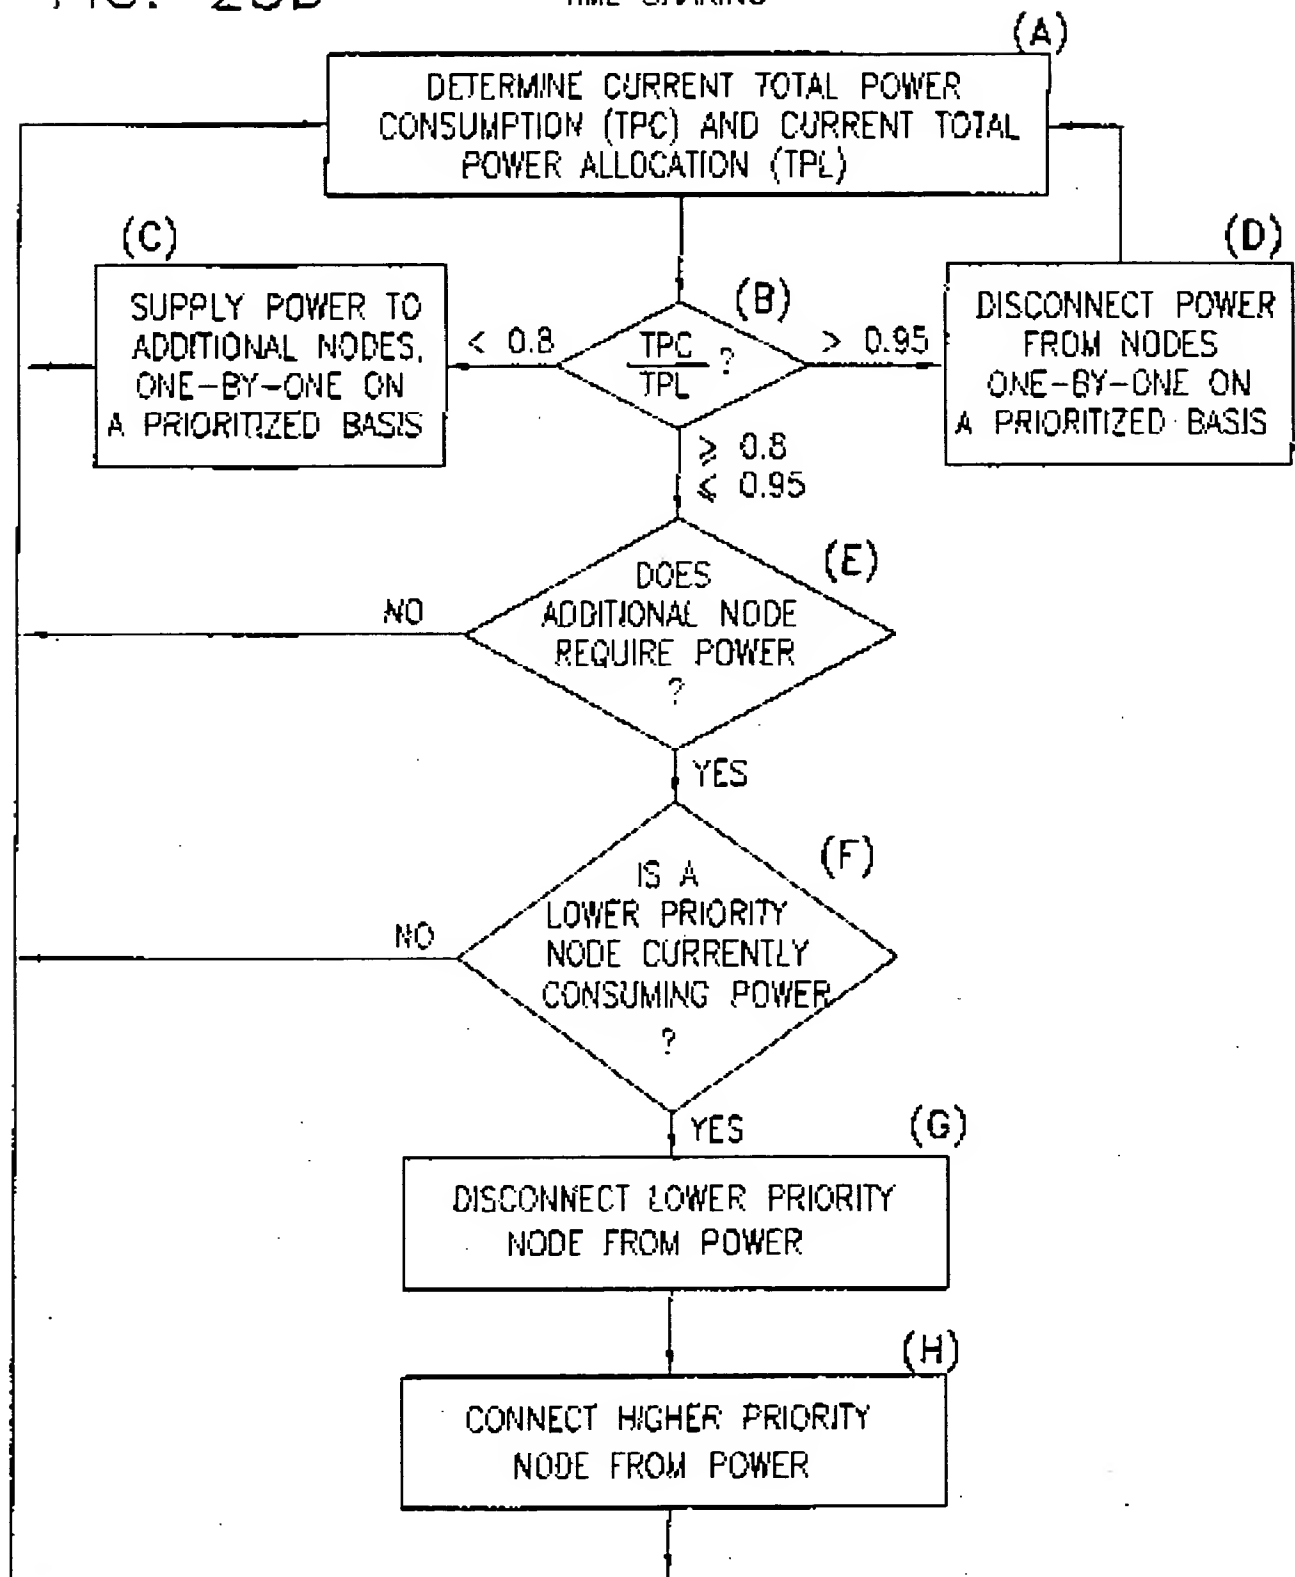 (A)
DETERMINE CURRENT TOTAL POWER
CONSUMPTION (TPC) AND CURRENT TOTAL
POWER ALLOCATION (TPL)
(C)
(D)
SUPPLY POWER TO
ADDITIONAL NODES,
ONE-BY-ONE ON
A PRIORITIZED BASIS
< 0.8
(B)
TPC
TPL
?
> 0.95
DISCONNECT POWER
FROM NODES
ONE-BY-ONE ON
A PRIORITIZED BASIS
⩾ 0.8
⩽ 0.95
(E)
DOES
ADDITIONAL NODE
REQUIRE POWER
?
NO
YES
(F)
IS A
LOWER PRIORITY
NODE CURRENTLY
CONSUMING POWER
?
NO
YES
(G)
DISCONNECT LOWER PRIORITY
NODE FROM POWER
(H)
CONNECT HIGHER PRIORITY
NODE FROM POWER